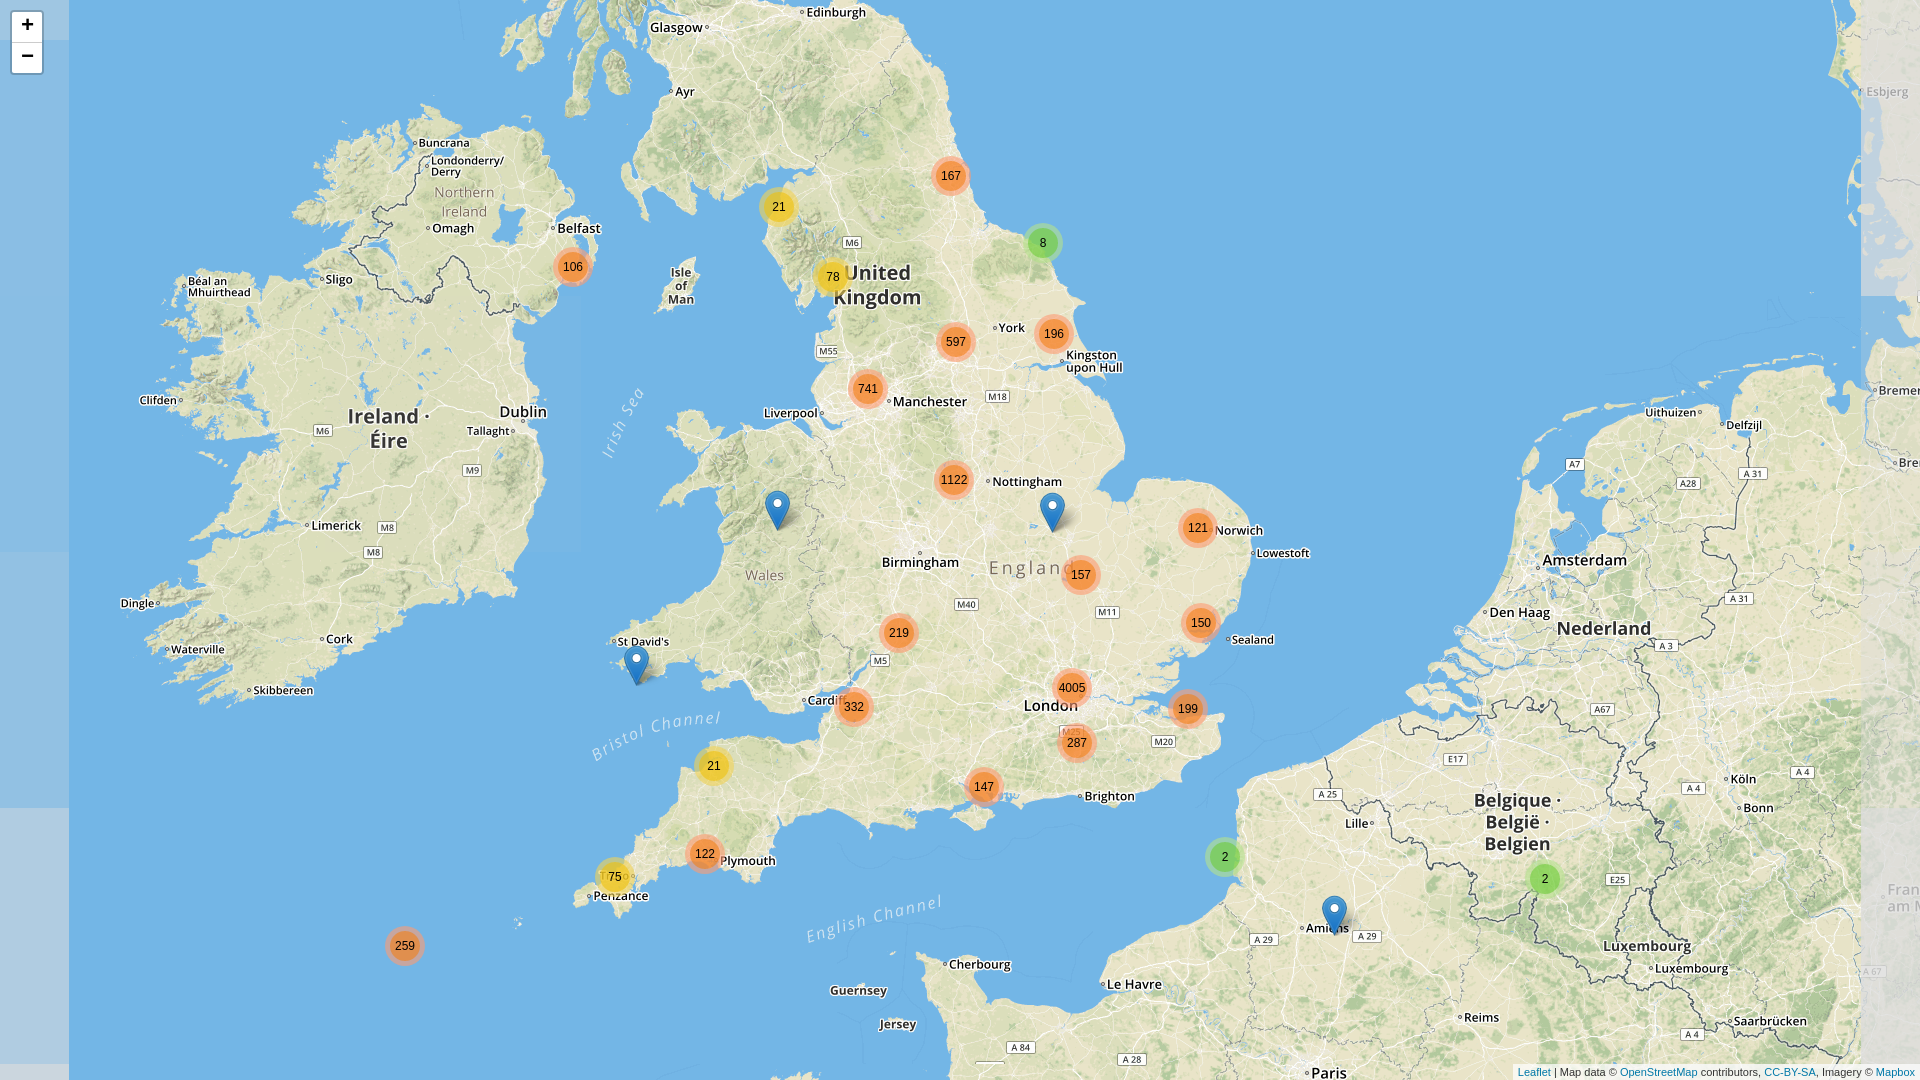 +
−
Edinburgh
Glasgow
Ayr
Esbjerg
Buncrana
Londonderry/
Derry
167
Northern
Ireland
21
Omagh
Belfast
M6
8
106
Isle
of
Man
78
United
Kingdom
Sligo
Béal an
Mhuirthead
York
196
597
M55
Kingston
upon Hull
741
Manchester
M18
Liverpool
Clifden
Irish Sea
Dublin
Ireland ·
Éire
M6
Tallaght
M9
Uithuizen
Delfzijl
A7
A 31
A28
1122
Nottingham
Limerick
M8
M8
121
Norwich
Lowestoft
Birmingham
England
157
Wales
Amsterdam
A 31
Dingle
M40
M11
Den Haag
150
Nederland
219
Sealand
Cork
St David's
Waterville
M5
A 3
Skibbereen
4005
Cardiff
332
London
199
A67
Bristol Channel
M25
287
M20
E17
21
147
Brighton
A 4
Köln
A 4
A 25
Belgique ·
België ·
Belgien
Bonn
Lille
122
Plymouth
2
75
2
E25
Penzance
English Channel
Amiens
A 29
A 29
259
Luxembourg
Luxembourg
A 67
Cherbourg
Le Havre
Guernsey
Jersey
Reims
Saarbrücken
A 4
A 84
A 28
Paris
Leaflet | Map data © OpenStreetMap contributors, CC-BY-SA, Imagery © Mapbox